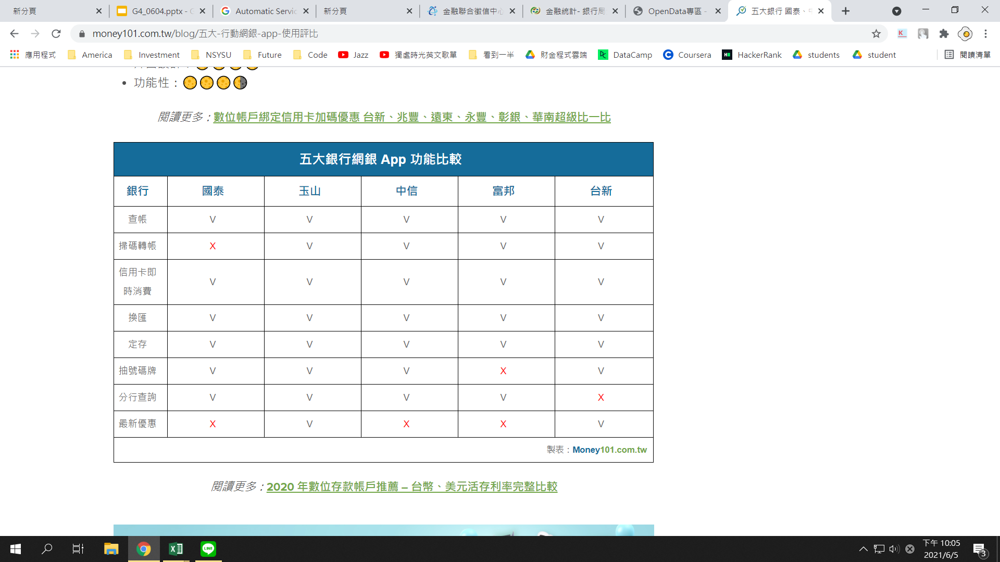 新分頁
G4_0604.pptx - G
Automatic Servic
新分頁
金融聯合徵信中心
金融統計- 銀行局
OpenData專區 -
五大銀行 國泰、中
money101.com.tw/blog/五大-行動網銀-app-使用評比
應用程式 America Investment NSYSU Future Code Jazz 獨處時光英文歌單 看到一半 財金程式雲端 DataCamp Coursera HackerRank students student 閱讀清單
功能性：
閱讀更多：數位帳戶綁定信用卡加碼優惠 台新、兆豐、遠東、永豐、彰銀、華南超級比一比
五大銀行網銀 App 功能比較
銀行 國泰 玉山 中信 富邦 台新
查帳 V V V V V
掃碼轉帳 X V V V V
信用卡即
時消費 V V V V V
換匯 V V V V V
定存 V V V V V
抽號碼牌 V V V X V
分行查詢 V V V V X
最新優惠 X V X X V
製表：Money101.com.tw
閱讀更多：2020 年數位存款帳戶推薦 – 台幣、美元活存利率完整比較
下午 10:05
2021/6/5
3